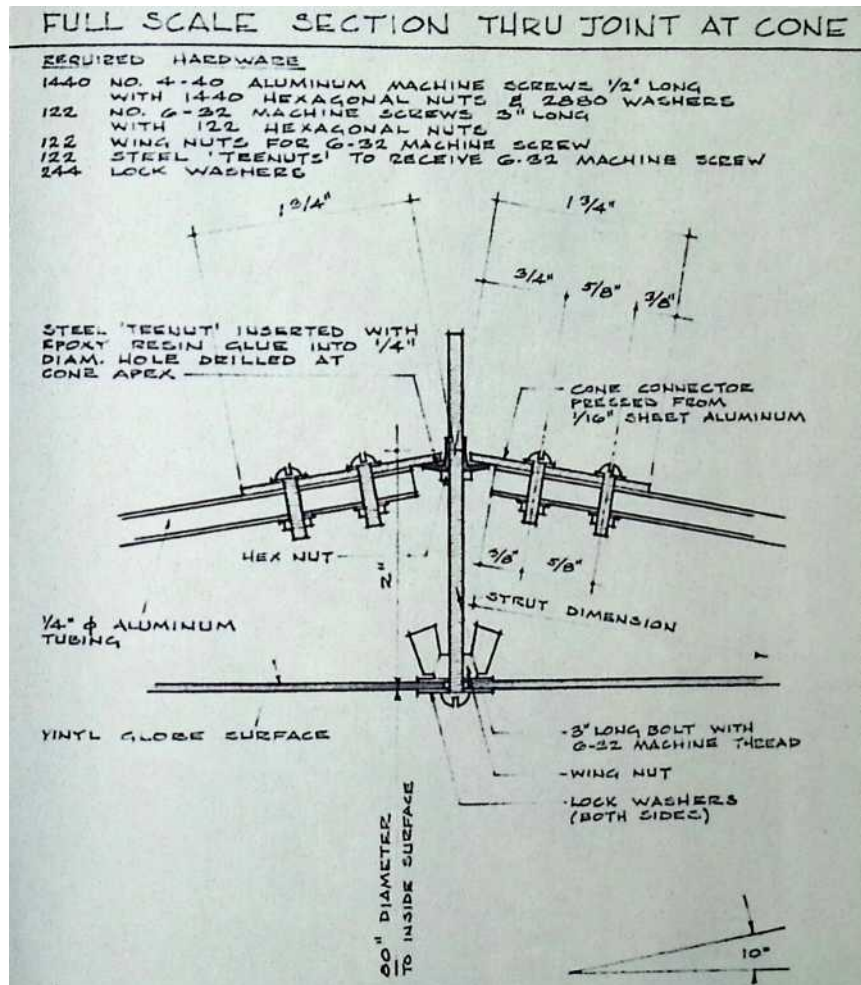 FULL SCALE SECTION THRU JOINT AT CONE
REQUIRED HARDWARE
1440 NO. 4-40 ALUMINUM MACHINE SCREWS 1/2" LONG
WITH 1440 HEXAGONAL NUTS & 2880 WASHERS
122 NO. 6-32 MACHINE SCREWS 3" LONG
WITH 122 HEXAGONAL NUTS
122 WING NUTS FOR 6-32 MACHINE SCREW
122 STEEL 'TEENUTS' TO RECEIVE 6-32 MACHINE SCREW
244 LOCK WASHERS
1 3/4"
1 3/4"
3/4"
5/8"
3/8"
STEEL 'TEENUT' INSERTED WITH
EPOXY RESIN GLUE INTO 1/4"
DIAM. HOLE DRILLED AT
CONE APEX
CONE CONNECTOR
PRESSED FROM
1/16" SHEET ALUMINUM
HEX NUT
2"
3/8"
5/8"
STRUT DIMENSION
1/4" φ ALUMINUM
TUBING
VINYL GLOBE SURFACE
3" LONG BOLT WITH
6-32 MACHINE THREAD
WING NUT
LOCK WASHERS
(BOTH SIDES)
80" DIAMETER
TO INSIDE SURFACE
10°